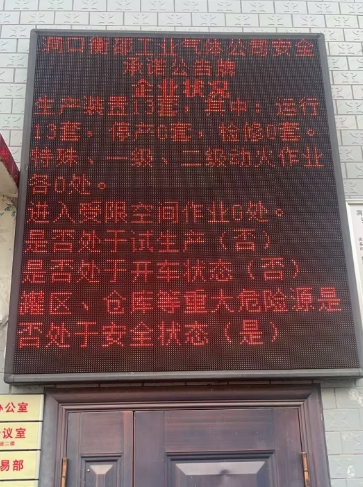 洞口衡邵工业气体公司安全
承诺公告牌
企业状况
生产装置13套，其中：运行
13套，停产0套，检修0套。
特殊、一级、二级动火作业
各0处。
进入受限空间作业0处。
是否处于试生产（否）
是否处于开车状态（否）
罐区、仓库等重大危险源是
否处于安全状态（是）
办公室
议室
易部